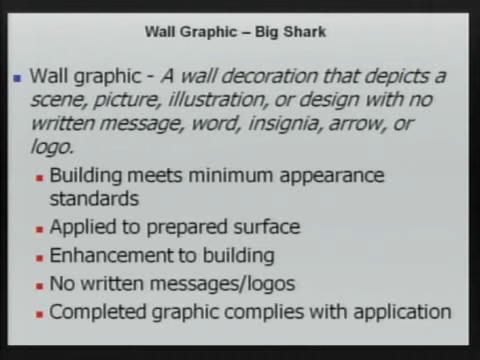 Wall Graphic – Big Shark
Wall graphic - A wall decoration that depicts a
scene, picture, illustration, or design with no
written message, word, insignia, arrow, or
logo.
Building meets minimum appearance
standards
Applied to prepared surface
Enhancement to building
No written messages/logos
Completed graphic complies with application